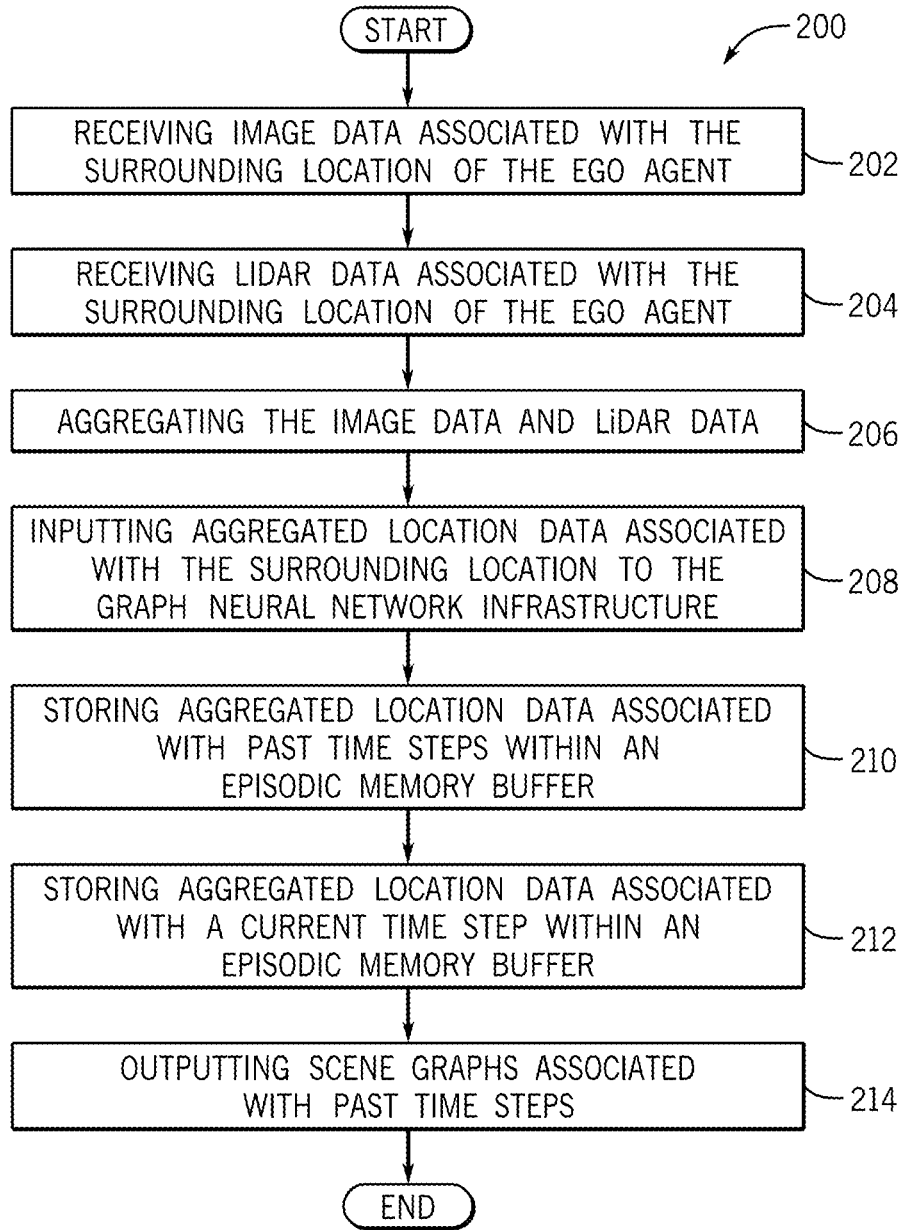 START
200
RECEIVING IMAGE DATA ASSOCIATED WITH THE
SURROUNDING LOCATION OF THE EGO AGENT
202
RECEIVING LIDAR DATA ASSOCIATED WITH THE
SURROUNDING LOCATION OF THE EGO AGENT
204
AGGREGATING THE IMAGE DATA AND LiDAR DATA
206
INPUTTING AGGREGATED LOCATION DATA ASSOCIATED
WITH THE SURROUNDING LOCATION TO THE
GRAPH NEURAL NETWORK INFRASTRUCTURE
208
STORING AGGREGATED LOCATION DATA ASSOCIATED
WITH PAST TIME STEPS WITHIN AN
EPISODIC MEMORY BUFFER
210
STORING AGGREGATED LOCATION DATA ASSOCIATED
WITH A CURRENT TIME STEP WITHIN AN
EPISODIC MEMORY BUFFER
212
OUTPUTTING SCENE GRAPHS ASSOCIATED
WITH PAST TIME STEPS
214
END